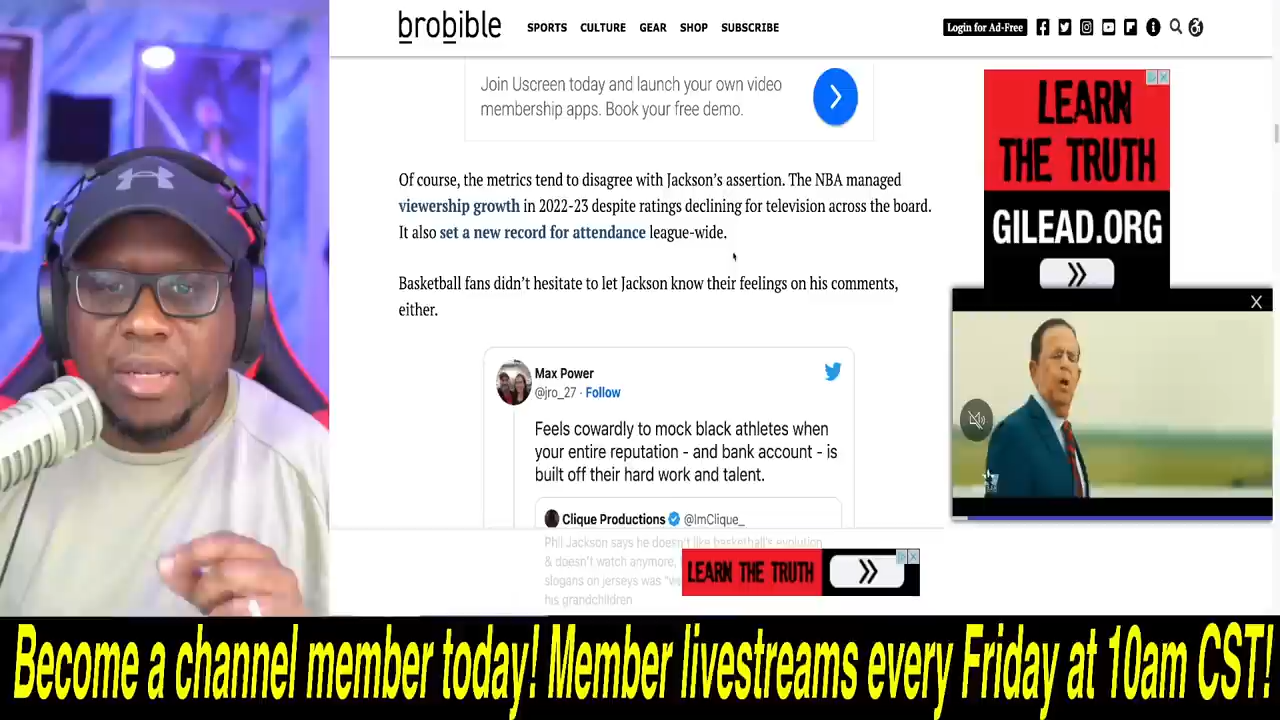 brobible
SPORTS CULTURE GEAR SHOP SUBSCRIBE
Login for Ad-Free
Join Uscreen today and launch your own video
membership apps. Book your free demo.
LEARN
THE TRUTH
GILEAD.ORG
Of course, the metrics tend to disagree with Jackson's assertion. The NBA managed
viewership growth in 2022-23 despite ratings declining for television across the board.
It also set a new record for attendance league-wide.
Basketball fans didn't hesitate to let Jackson know their feelings on his comments,
either.
Max Power
@jro_27 · Follow
Feels cowardly to mock black athletes when
your entire reputation - and bank account - is
built off their hard work and talent.
Clique Productions @ImClique_
Phil Jackson says he doesn't like basketball's evolution
& doesn't watch anymore,
slogans on jerseys was
his grandchildren
LEARN THE TRUTH
Become a channel member today! Member livestreams every Friday at 10am CST!